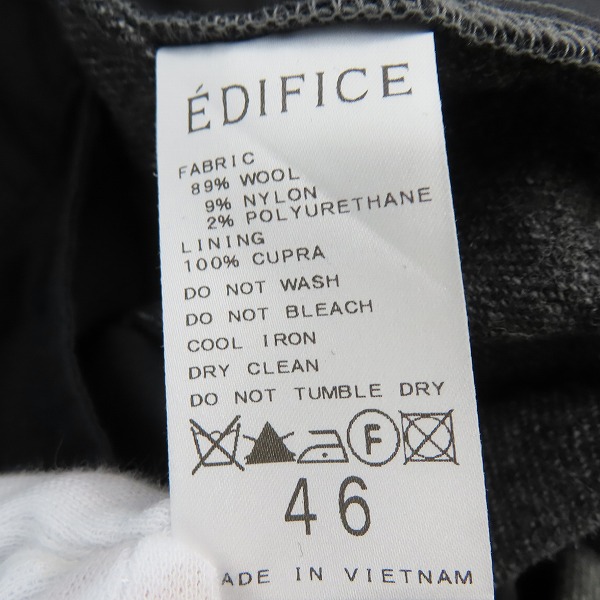 ÉDIFICE
FABRIC
89% WOOL
9% NYLON
2% POLYURETHANE
LINING
100% CUPRA
DO NOT WASH
DO NOT BLEACH
COOL IRON
DRY CLEAN
DO NOT TUMBLE DRY
F
46
ADE IN VIETNAM